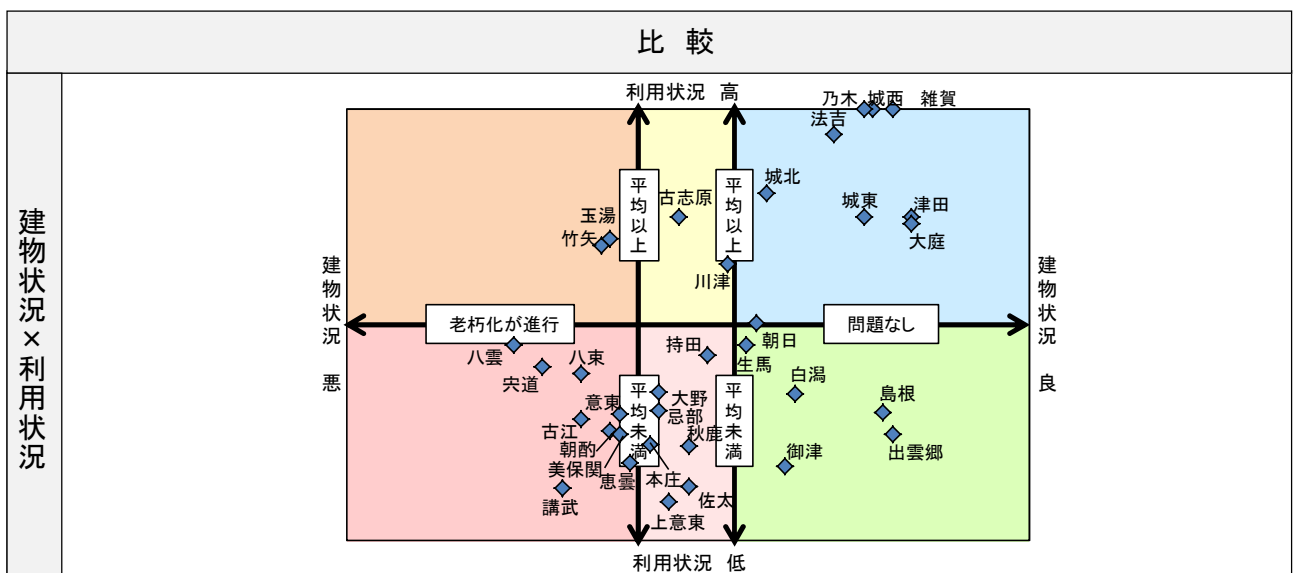 比 較
建物状況×利用状況
利用状況 高
乃木 城西 雑賀
法吉
城北
平均以上
平均以上
古志原
城東
津田
玉湯
竹矢
大庭
川津
建物状況
建物状況
老朽化が進行
問題なし
朝日
八雲
持田
生馬
宍道
八束
悪
良
白潟
平均未満
平均未満
大野
島根
意東
忌部
古江
秋鹿
朝酌
出雲郷
美保関
御津
恵曇
本庄
講武
佐太
上意東
利用状況 低